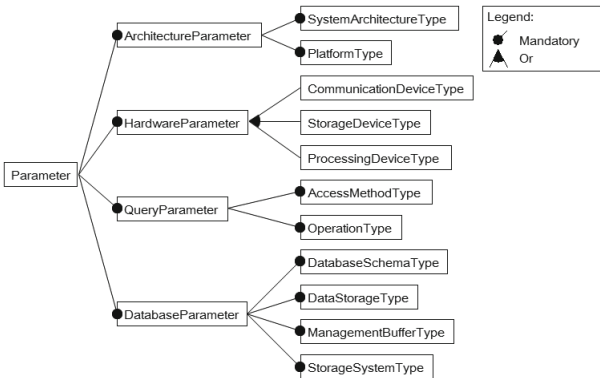 SystemArchitectureType
Legend:
ArchitectureParameter
Mandatory
PlatformType
Or
CommunicationDeviceType
HardwareParameter
StorageDeviceType
ProcessingDeviceType
Parameter
AccessMethodType
QueryParameter
OperationType
DatabaseSchemaType
DataStorageType
DatabaseParameter
ManagementBufferType
StorageSystemType